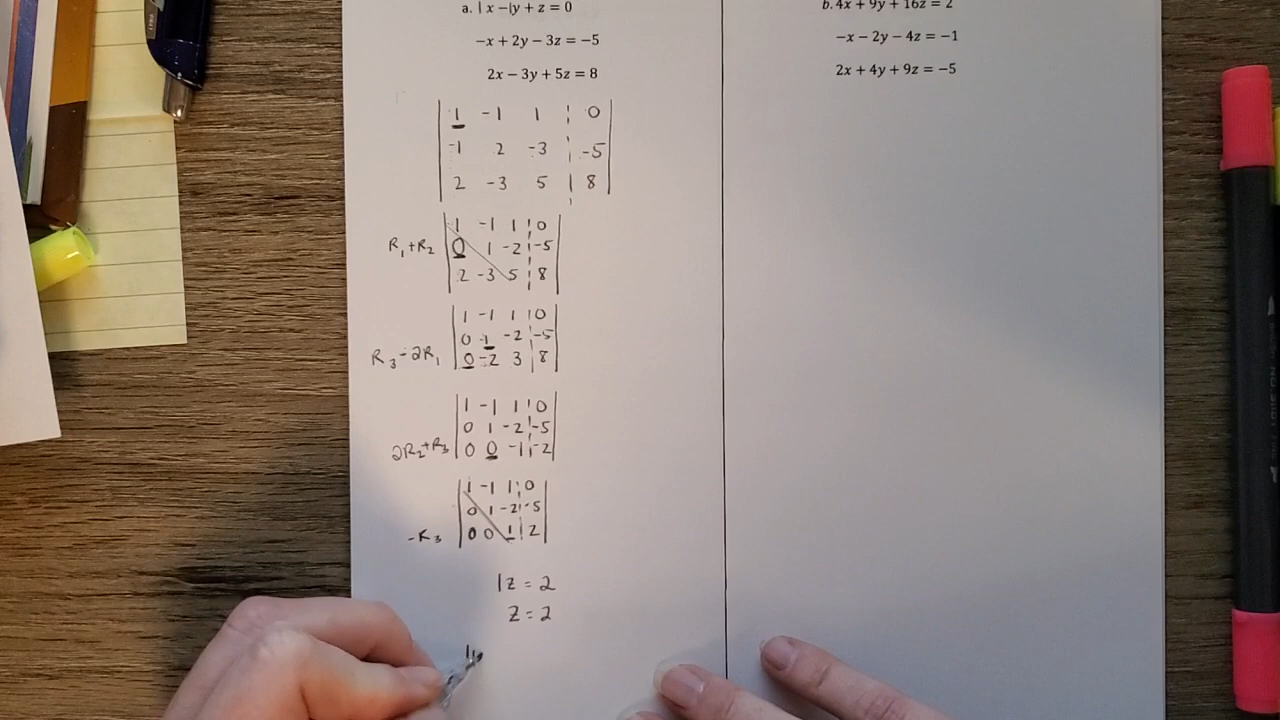 a. 1x −1y + z = 0
−x + 2y − 3z = −5
2x − 3y + 5z = 8
1 -1 1 0
-1 2 -3 -5
2 -3 5 8
1 -1 1 0
R1+R2 0 1 -2 -5
2 -3 5 8
1 -1 1 0
0 1 -2 -5
R3-2R1 0 -2 3 8
1 -1 1 0
0 1 -2 -5
2R2+R3 0 0 -1 -2
1 -1 1 0
0 1 -2 -5
-R3 0 0 1 2
1z = 2
z = 2
b. 4x + 9y + 16z = 2
−x − 2y − 4z = −1
2x + 4y + 9z = −5